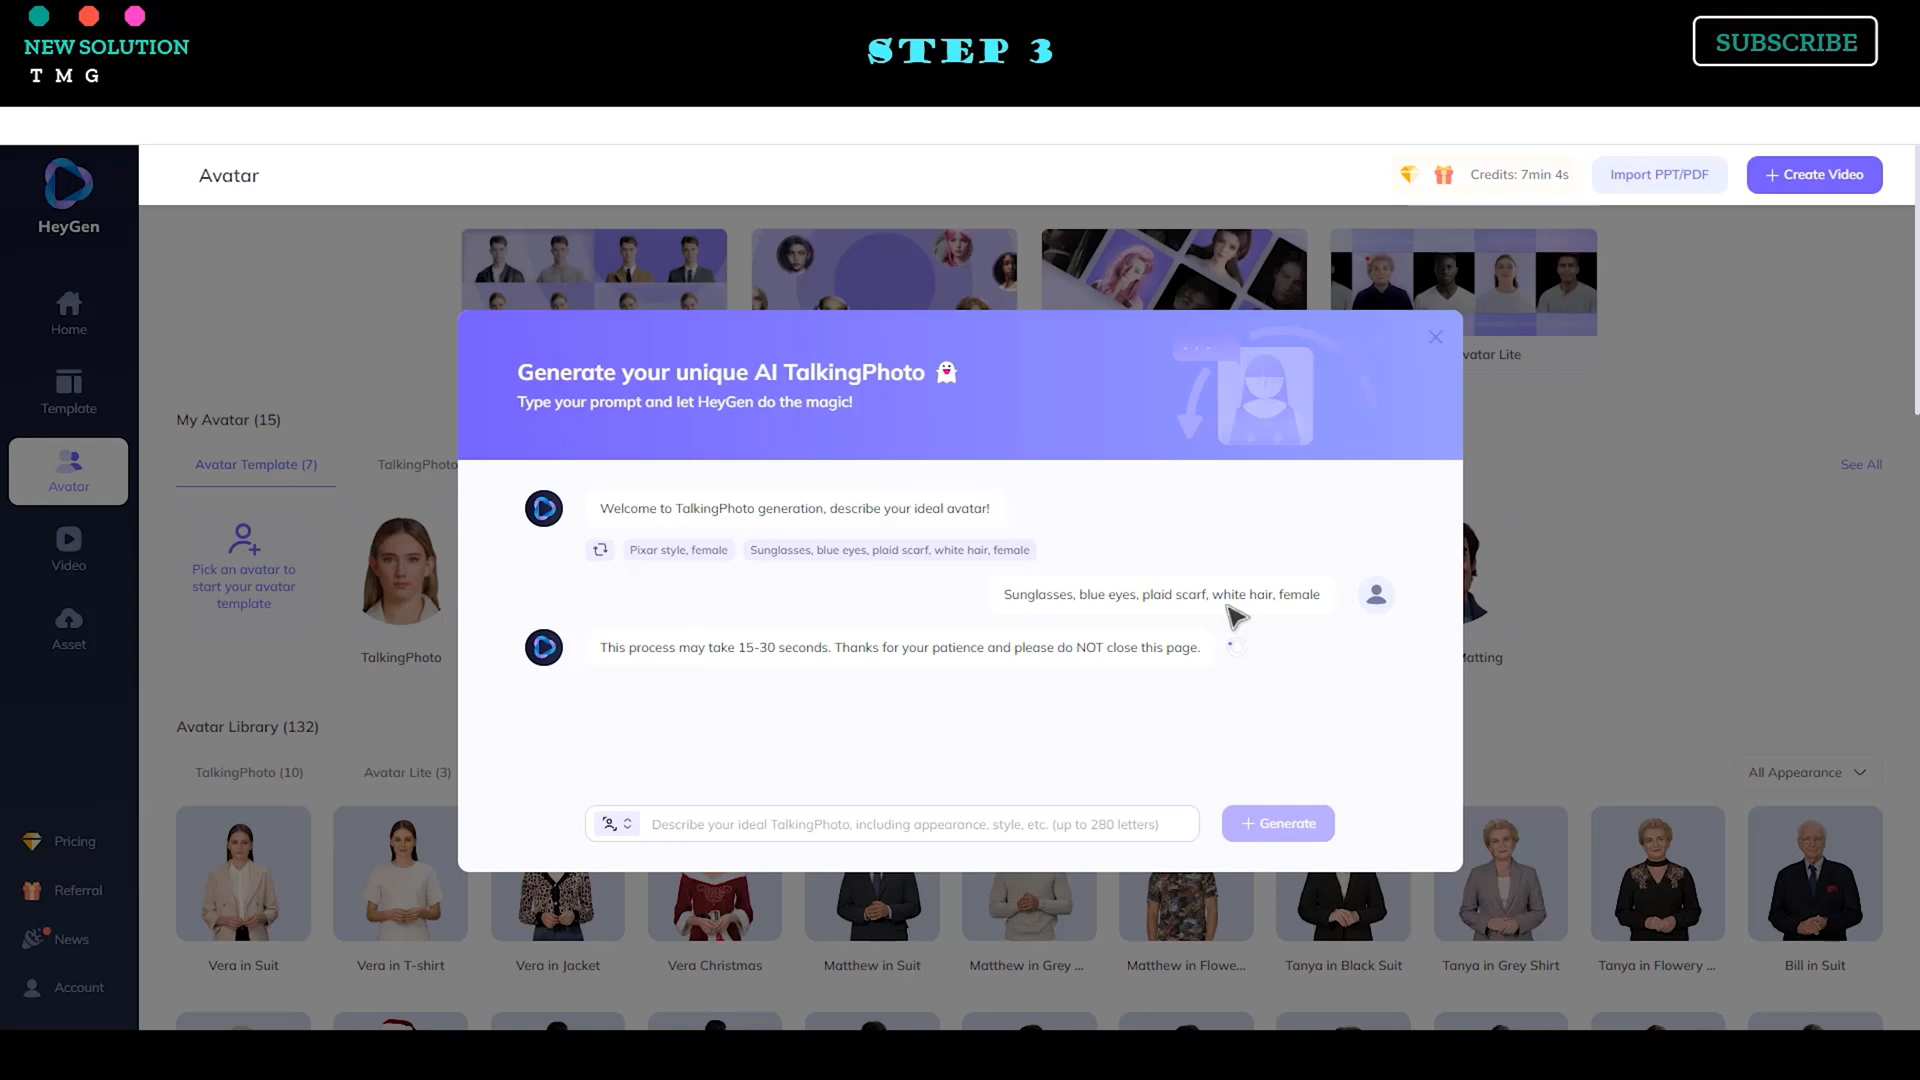 NEW SOLUTION
T M G
STEP 3
SUBSCRIBE
HeyGen
Avatar
Credits: 7min 4s
Import PPT/PDF
+ Create Video
Home
Template
Avatar
Video
Asset
Pricing
Referral
News
Account
vatar Lite
My Avatar (15)
Avatar Template (7)
TalkingPhoto
See All
Pick an avatar to
start your avatar
template
TalkingPhoto
Matting
Generate your unique AI TalkingPhoto
Type your prompt and let HeyGen do the magic!
Welcome to TalkingPhoto generation, describe your ideal avatar!
Pixar style, female
Sunglasses, blue eyes, plaid scarf, white hair, female
Sunglasses, blue eyes, plaid scarf, white hair, female
This process may take 15-30 seconds. Thanks for your patience and please do NOT close this page.
Describe your ideal TalkingPhoto, including appearance, style, etc. (up to 280 letters)
+ Generate
Avatar Library (132)
TalkingPhoto (10)
Avatar Lite (3)
All Appearance
Vera in Suit
Vera in T-shirt
Vera in Jacket
Vera Christmas
Matthew in Suit
Matthew in Grey ...
Matthew in Flowe...
Tanya in Black Suit
Tanya in Grey Shirt
Tanya in Flowery ...
Bill in Suit